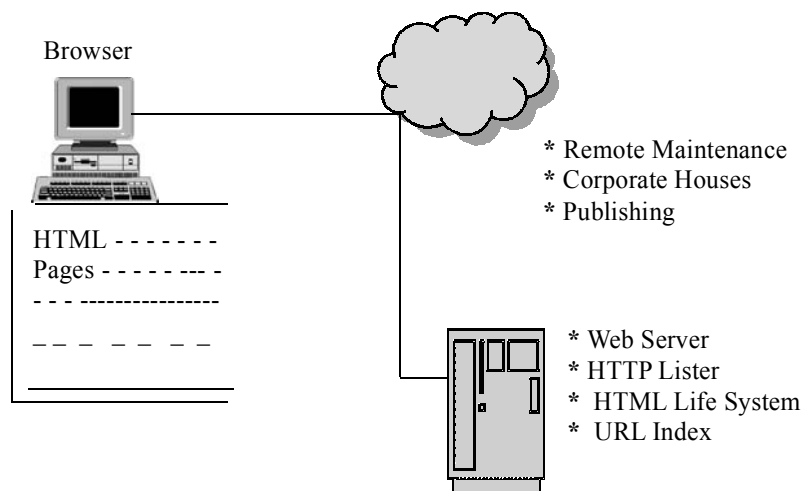 Browser
* Remote Maintenance
* Corporate Houses
* Publishing
HTML - - - - - - -
Pages - - - - - --- -
- - - ----------------
_ _ _ _ _ _ _
* Web Server
* HTTP Lister
* HTML Life System
* URL Index